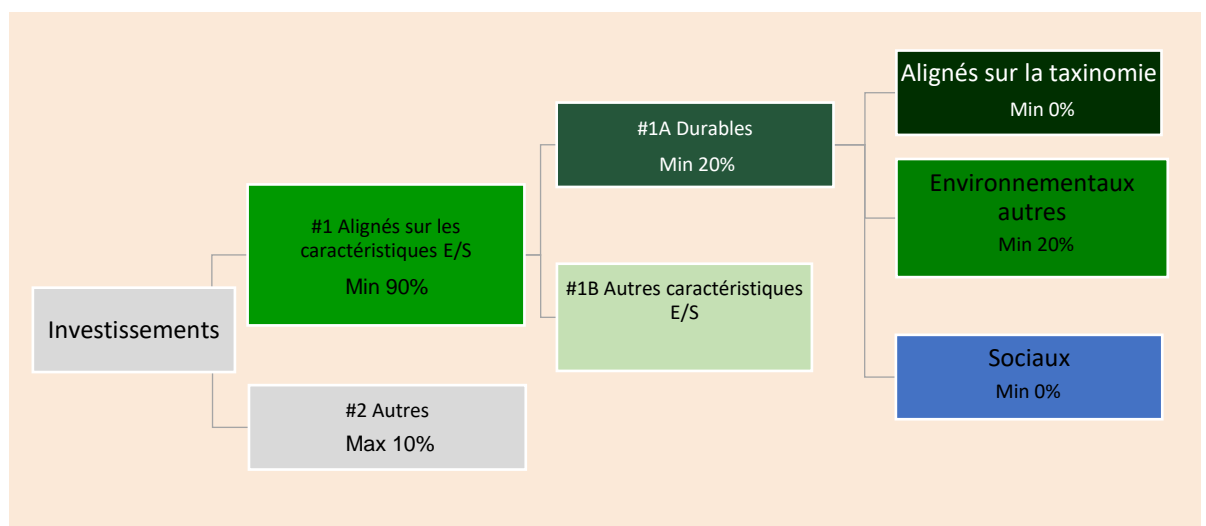 Investissements
#1 Alignés sur les
caractéristiques E/S
Min 90%
#2 Autres
Max 10%
#1A Durables
Min 20%
#1B Autres caractéristiques
E/S
Alignés sur la taxinomie
Min 0%
Environnementaux
autres
Min 20%
Sociaux
Min 0%